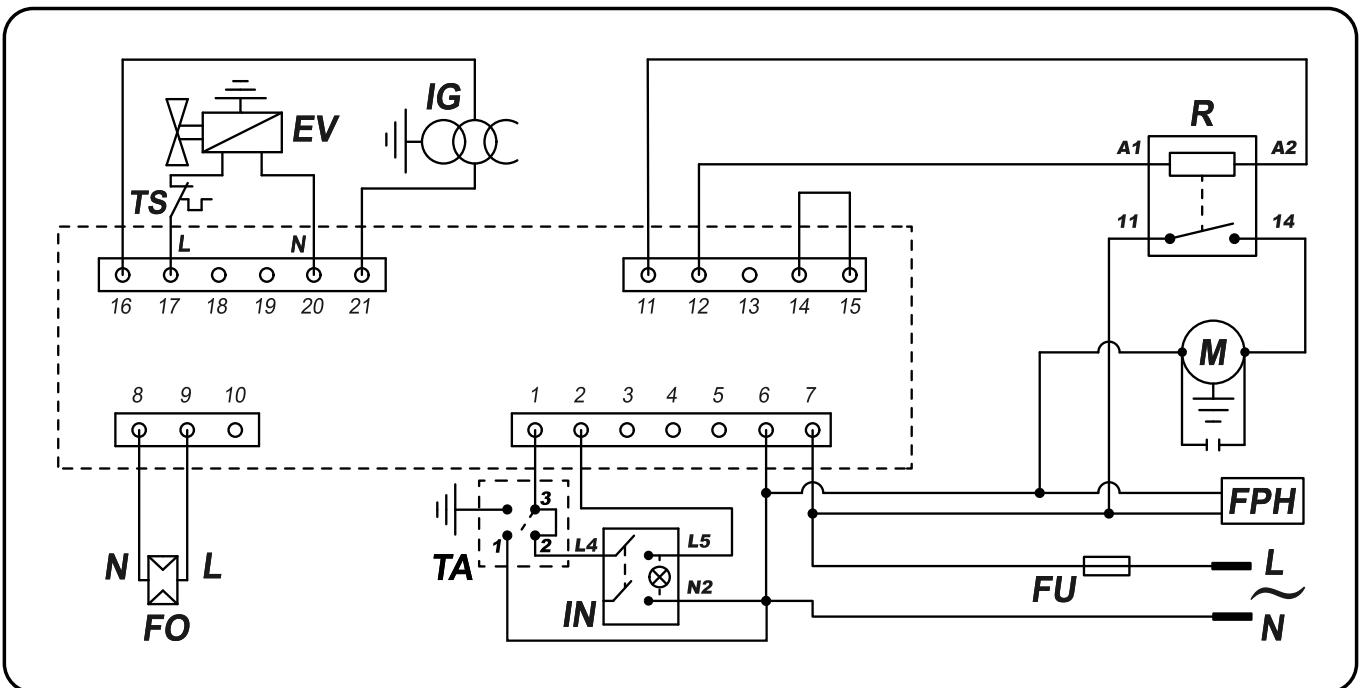 IG
R
EV
A1
A2
TS
11
14
L
N
16 17 18 19 20 21
11 12 13 14 15
M
8 9 10
1 2 3 4 5 6 7
3
FPH
1
2
L4
L5
TA
N
L
N2
L
FU
~
IN
FO
N